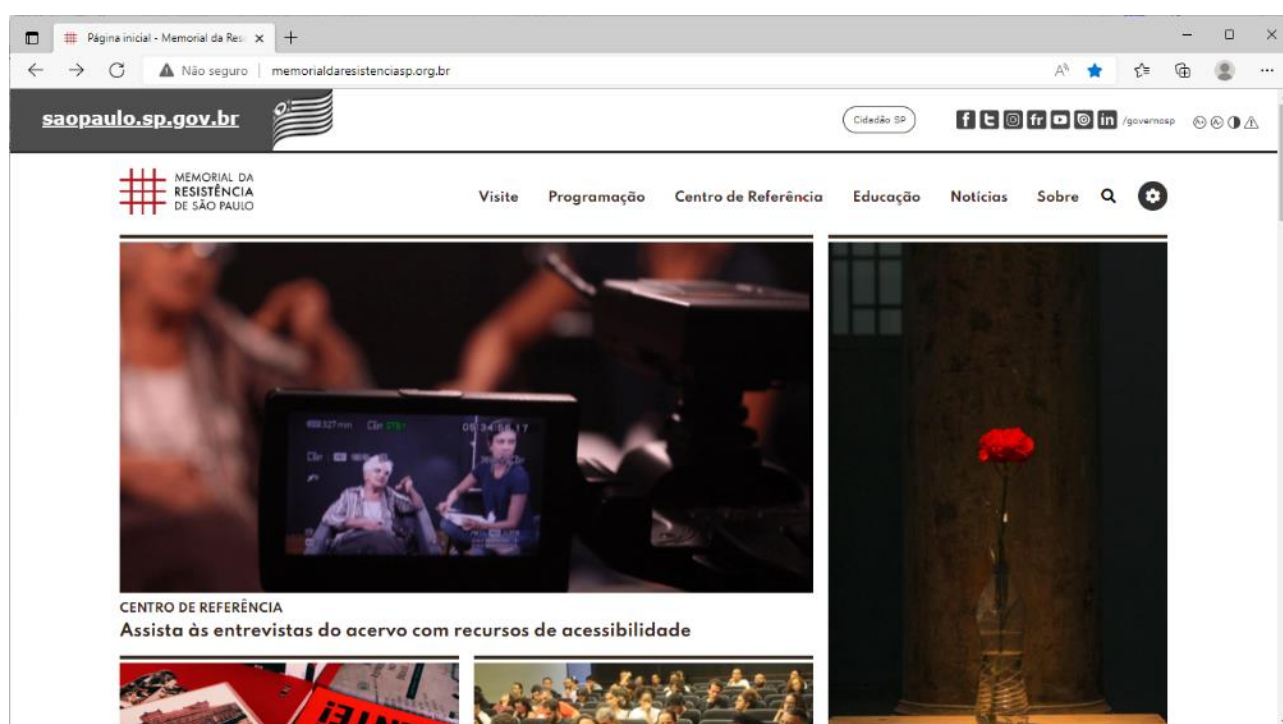 Página inicial - Memorial da Res
Não seguro | memorialdaresistenciasp.org.br
saopaulo.sp.gov.br
Cidadão SP
/governosp
MEMORIAL DA
RESISTÊNCIA
DE SÃO PAULO
Visite Programação Centro de Referência Educação Notícias Sobre
CENTRO DE REFERÊNCIA
Assista às entrevistas do acervo com recursos de acessibilidade